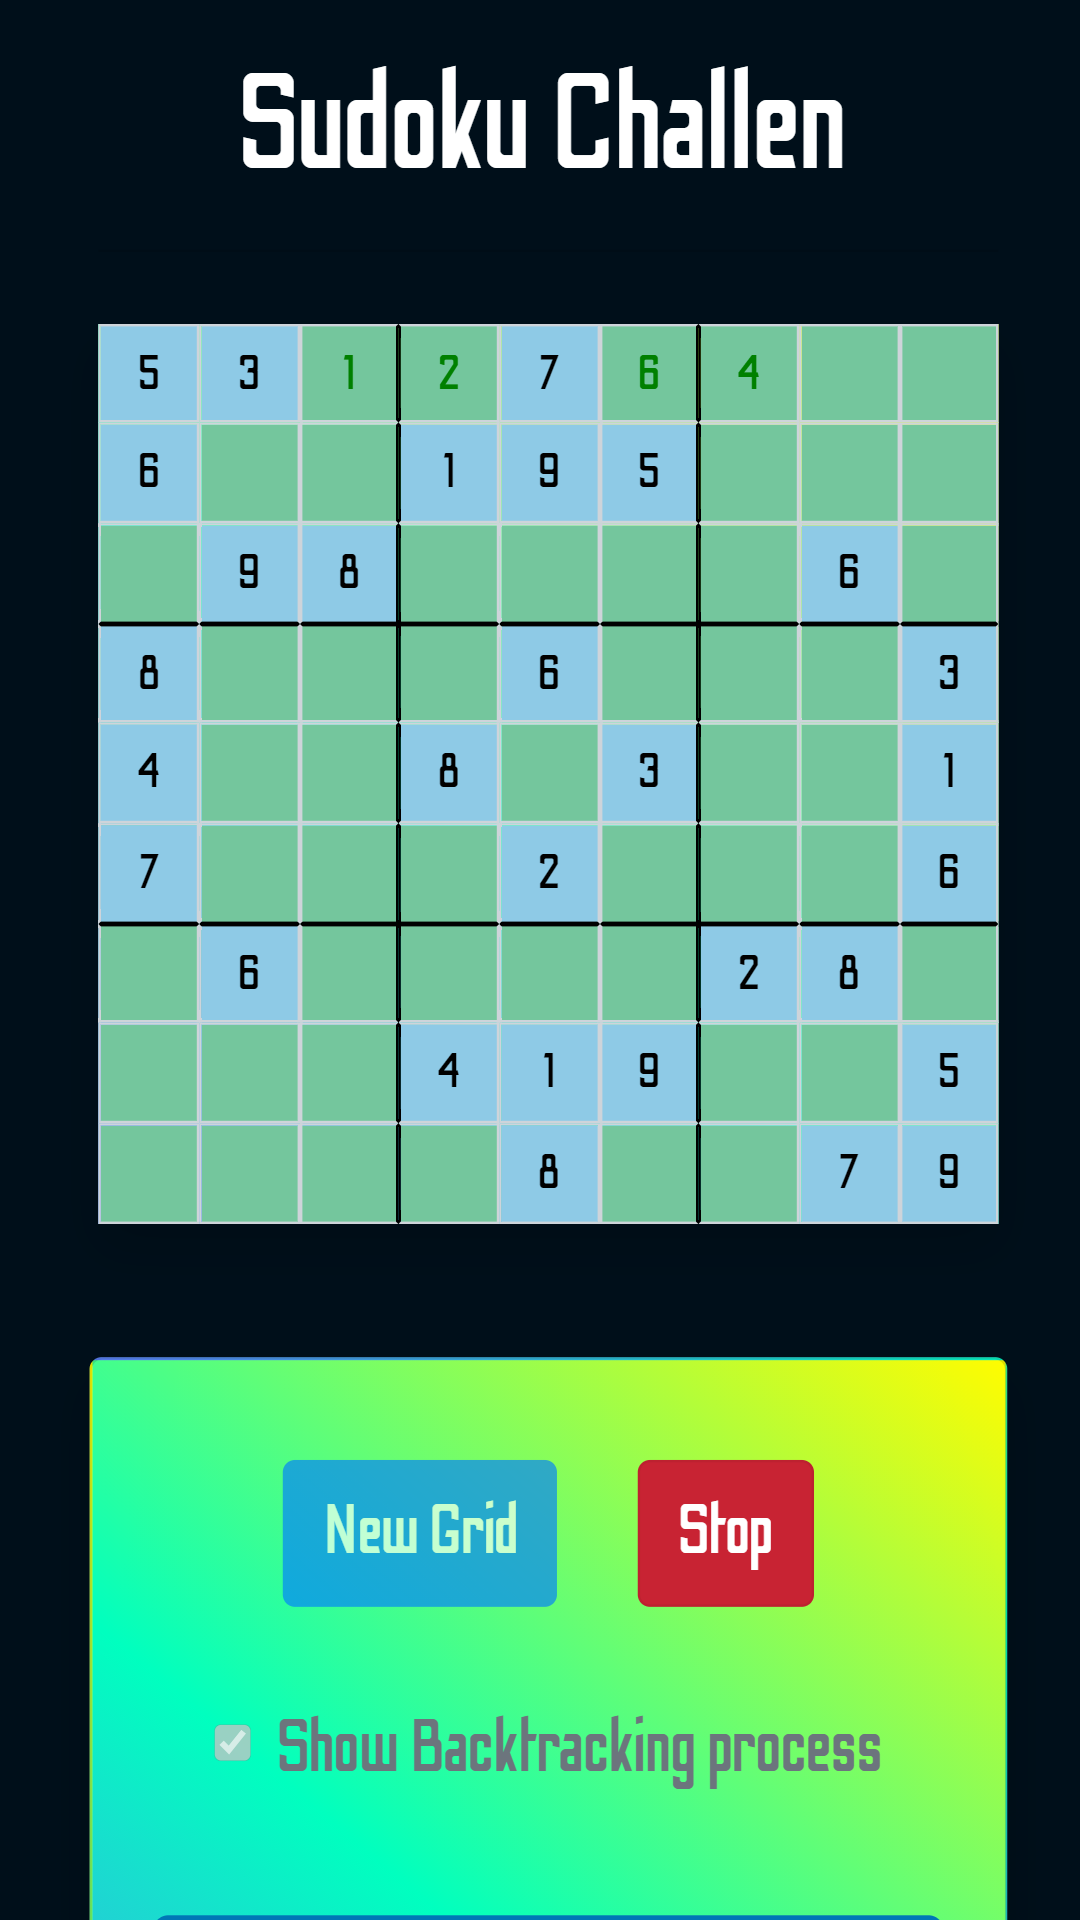 Sudoku Challen
5 3 1 2 7 6 4
6 1 9 5
9 8 6
8 6 3
4 8 3 1
7 2 6
6 2 8
4 1 9 5
8 7 9
New Grid Stop
Show Backtracking process